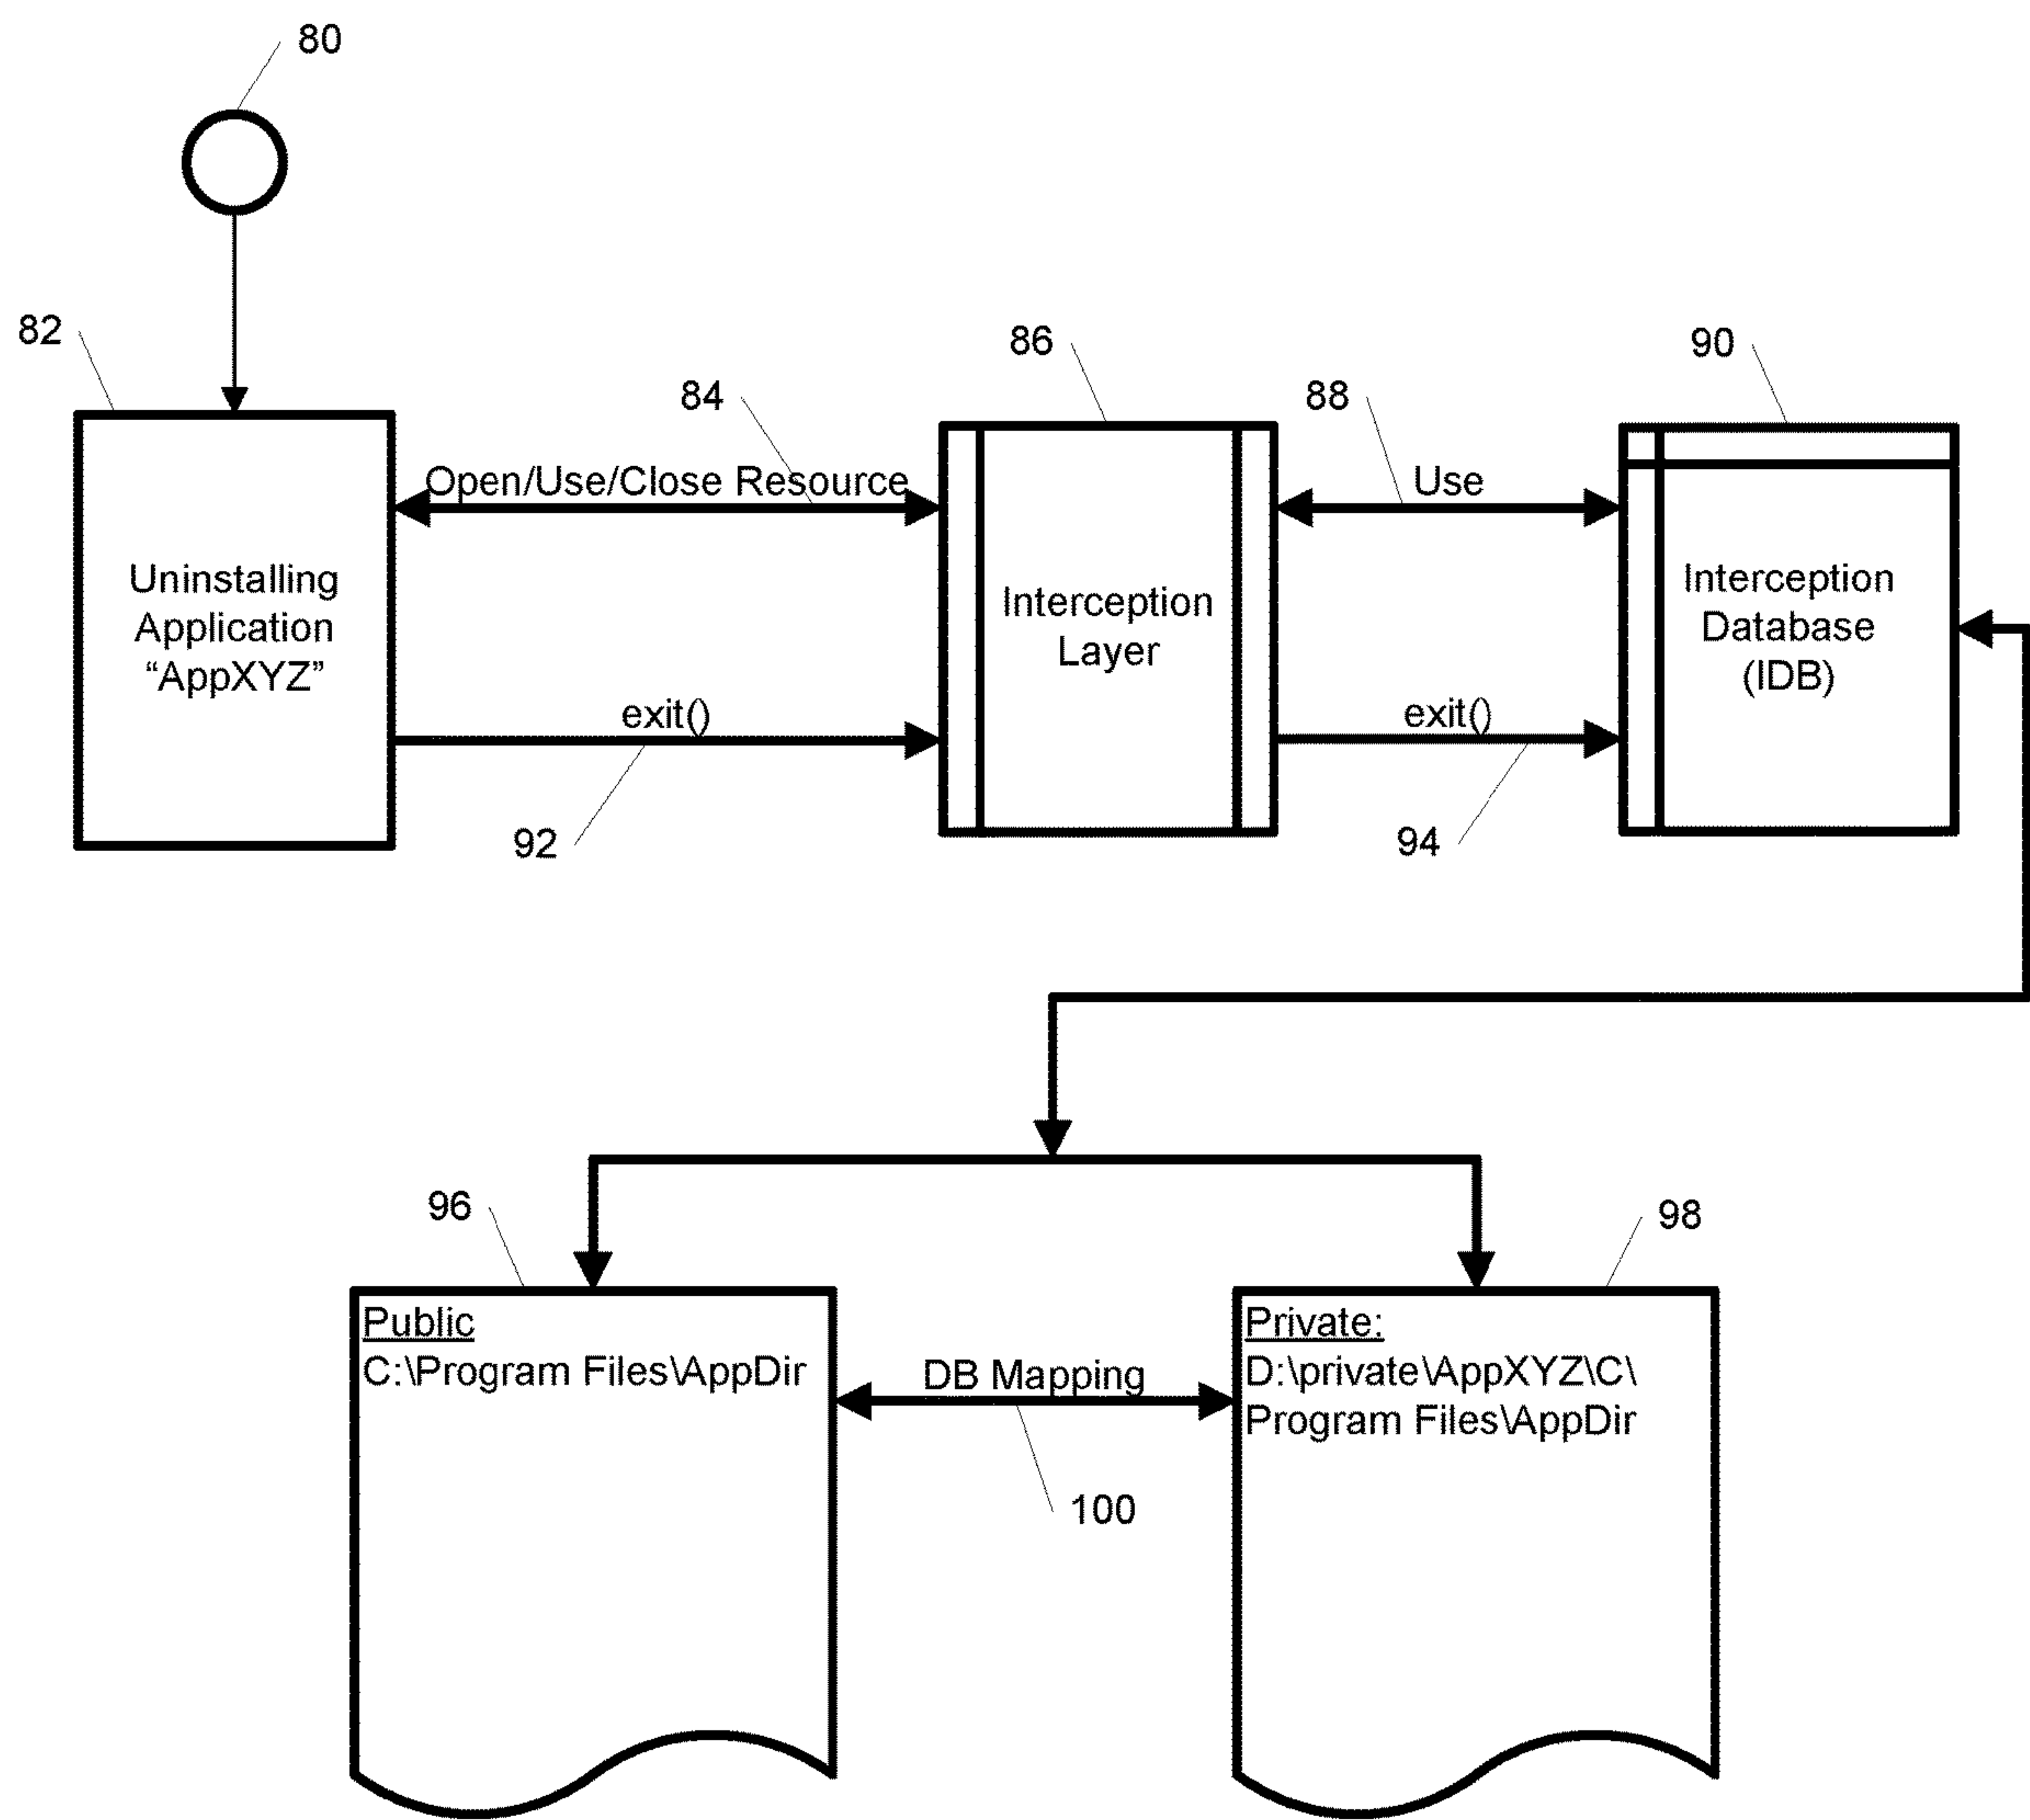 80
82
86
90
84
88
Open/Use/Close Resource
Use
Uninstalling
Application
“AppXYZ”
Interception
Layer
Interception
Database
(IDB)
exit()
exit()
92
94
96
98
Public
C:\Program Files\AppDir
DB Mapping
Private:
D:\private\AppXYZ\C\
Program Files\AppDir
100